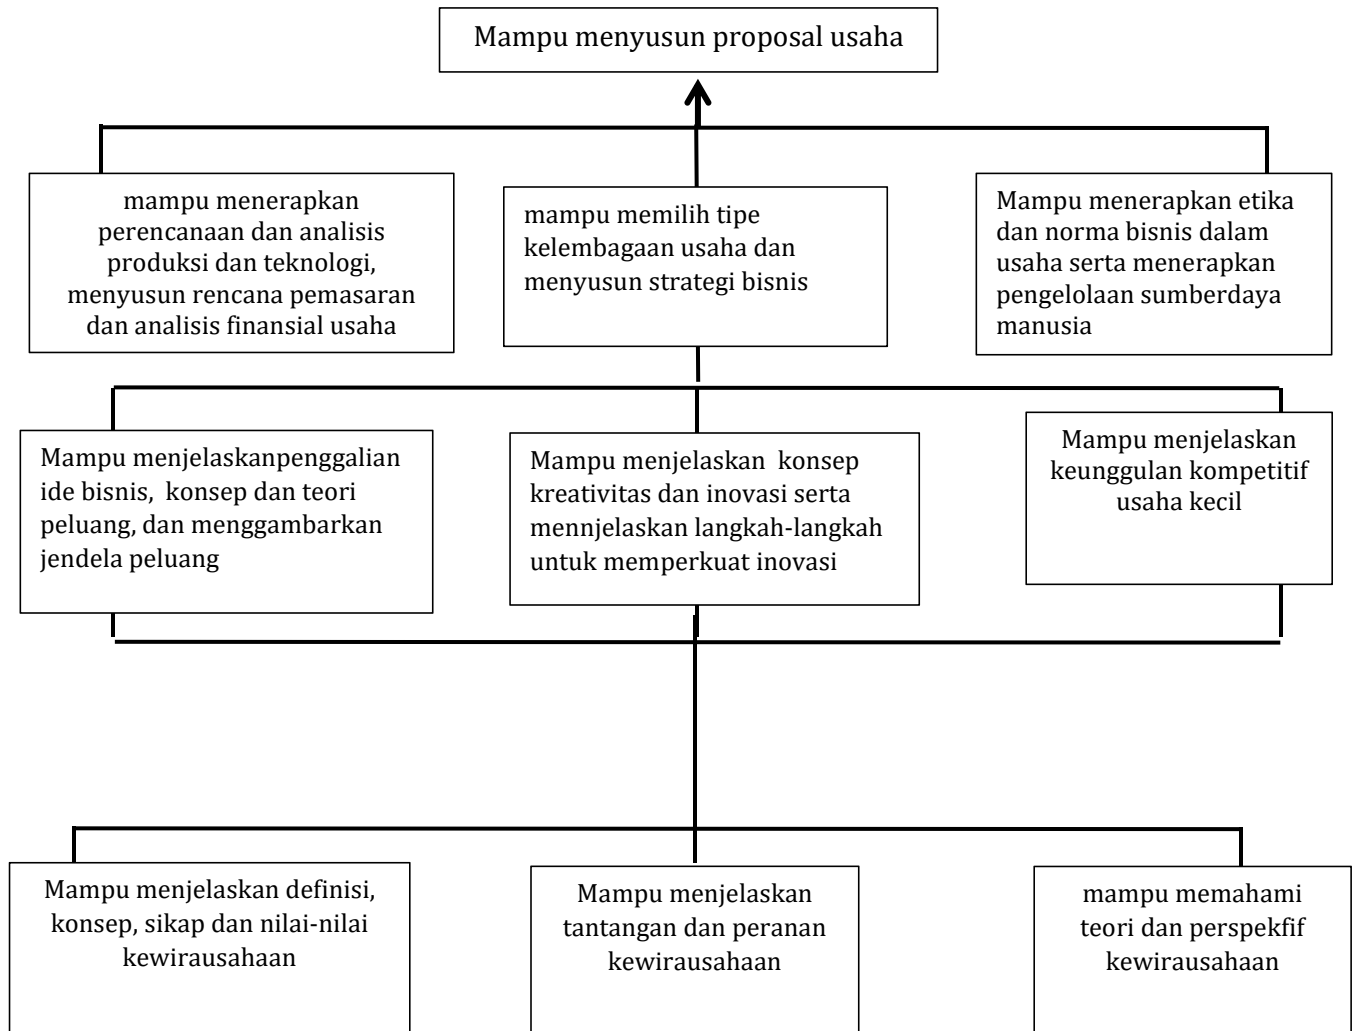 Mampu menyusun proposal usaha
mampu menerapkan
perencanaan dan analisis
produksi dan teknologi,
menyusun rencana pemasaran
dan analisis finansial usaha
mampu memilih tipe
kelembagaan usaha dan
menyusun strategi bisnis
Mampu menerapkan etika
dan norma bisnis dalam
usaha serta menerapkan
pengelolaan sumberdaya
manusia
Mampu menjelaskanpenggalian
ide bisnis,  konsep dan teori
peluang, dan menggambarkan
jendela peluang
Mampu menjelaskan  konsep
kreativitas dan inovasi serta
mennjelaskan langkah-langkah
untuk memperkuat inovasi
Mampu menjelaskan
keunggulan kompetitif
usaha kecil
Mampu menjelaskan definisi,
konsep, sikap dan nilai-nilai
kewirausahaan
Mampu menjelaskan
tantangan dan peranan
kewirausahaan
mampu memahami
teori dan perspekfif
kewirausahaan